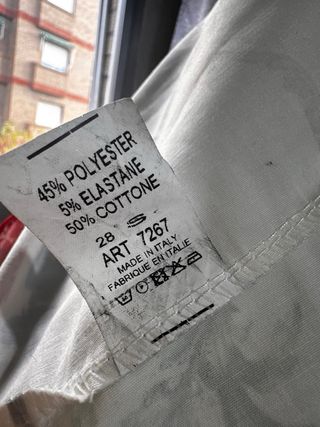 45% POLYESTER
5% ELASTANE
50% COTTONE
28 S
ART 7267
MADE IN ITALY
FABRIQUE EN ITALIE